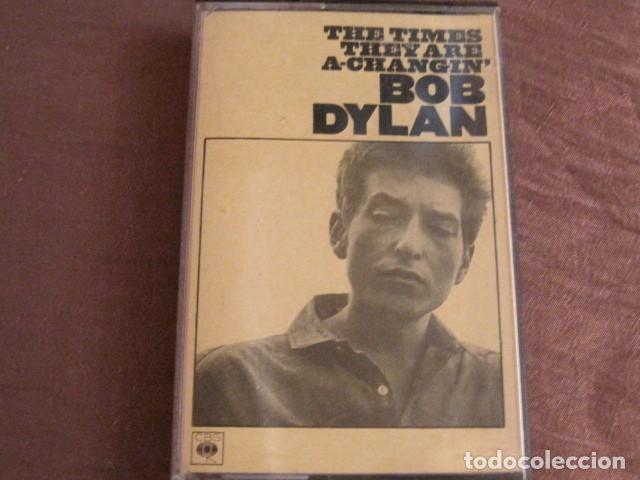 THE TIMES
THEY ARE
A-CHANGIN'
BOB
DYLAN
CBS
todocoleccion